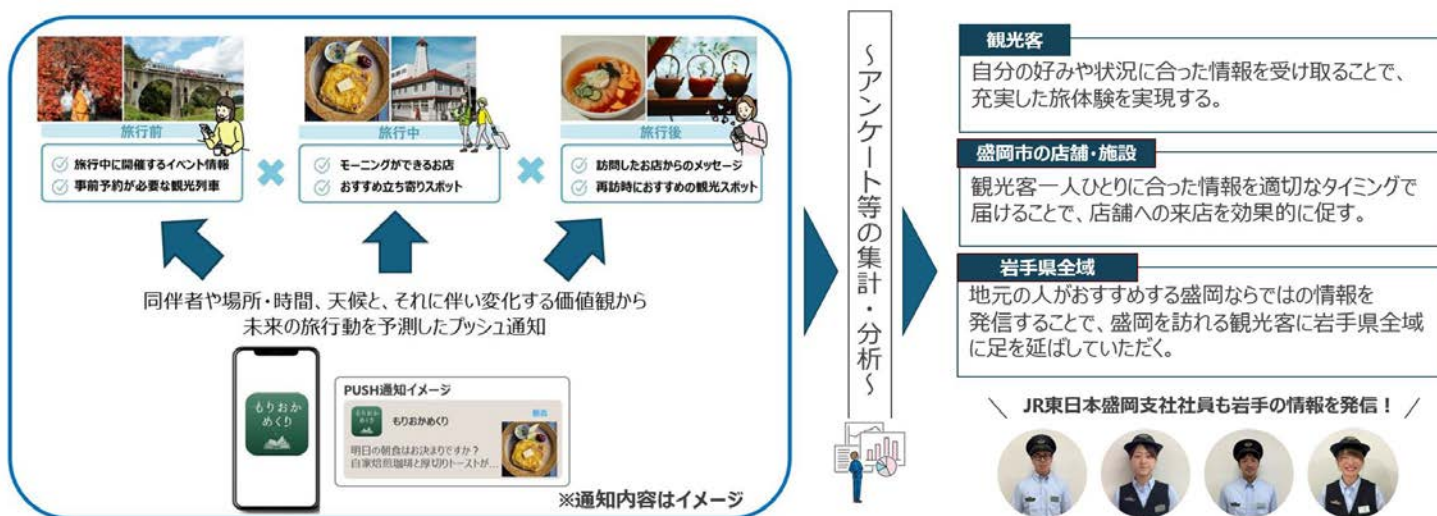 旅行前
旅行中に開催するイベント情報
事前予約が必要な観光列車
旅行中
モーニングができるお店
おすすめ立ち寄りスポット
旅行後
訪問したお店からのメッセージ
再訪時におすすめの観光スポット
同伴者や場所・時間、天候と、それに伴い変化する価値観から
未来の旅行動を予測したプッシュ通知
もりおか
めくり
PUSH通知イメージ
もりおか
めくり
もりおかめくり
明日の朝食はお決まりですか?
自家焙煎珈琲と厚切りトーストが...
※通知内容はイメージ
~アンケート等の集計・分析~
観光客
自分の好みや状況に合った情報を受け取ることで、
充実した旅体験を実現する。
盛岡市の店舗・施設
観光客一人ひとりに合った情報を適切なタイミングで
届けることで、店舗への来店を効果的に促す。
岩手県全域
地元の人がおすすめする盛岡ならではの情報を
発信することで、盛岡を訪れる観光客に岩手県全域
に足を延ばしていただく。
\ JR東日本盛岡支社社員も岩手の情報を発信! /